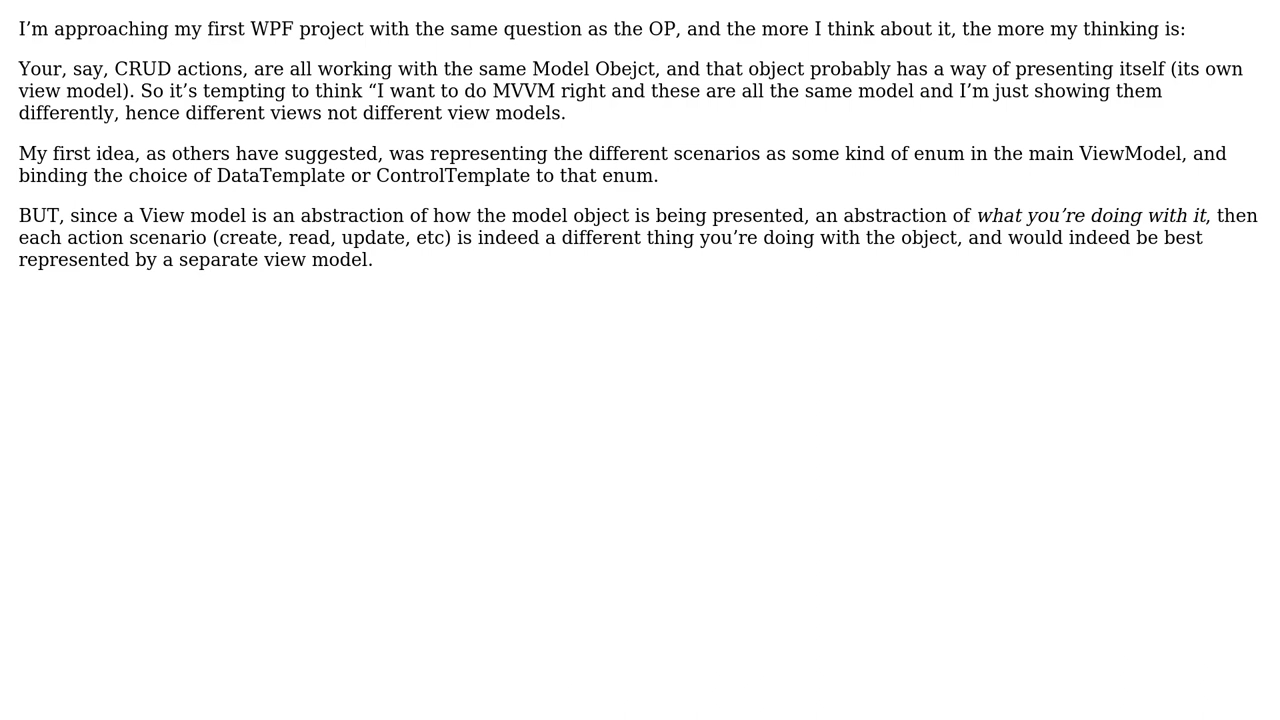 I’m approaching my first WPF project with the same question as the OP, and the more I think about it, the more my thinking is:
Your, say, CRUD actions, are all working with the same Model Obejct, and that object probably has a way of presenting itself (its own
view model). So it’s tempting to think “I want to do MVVM right and these are all the same model and I’m just showing them
differently, hence different views not different view models.
My first idea, as others have suggested, was representing the different scenarios as some kind of enum in the main ViewModel, and
binding the choice of DataTemplate or ControlTemplate to that enum.
BUT, since a View model is an abstraction of how the model object is being presented, an abstraction of what you’re doing with it, then
each action scenario (create, read, update, etc) is indeed a different thing you’re doing with the object, and would indeed be best
represented by a separate view model.